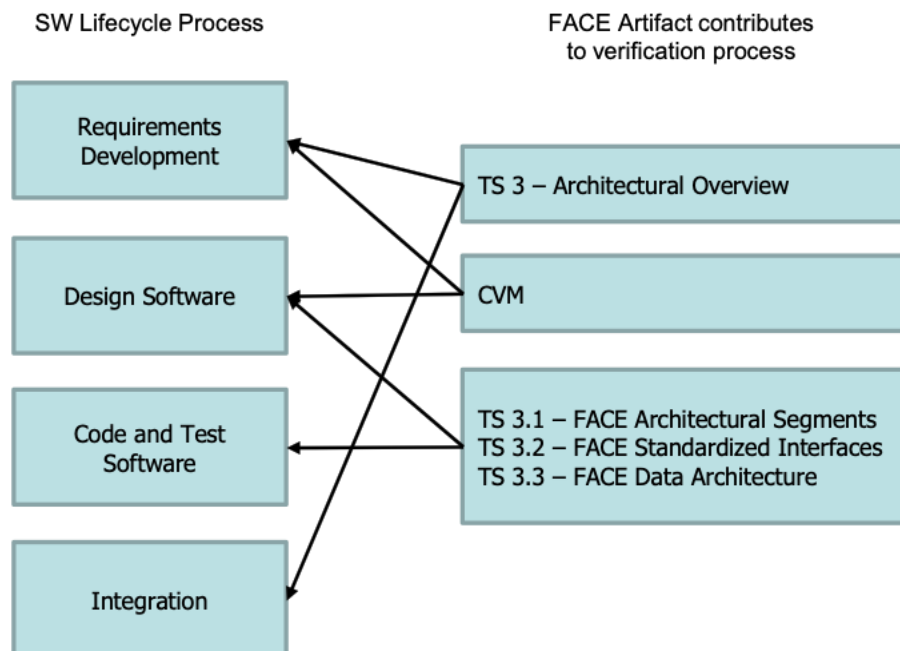 SW Lifecycle Process
FACE Artifact contributes
to verification process
Requirements
Development
TS 3 – Architectural Overview
Design Software
CVM
Code and Test
Software
TS 3.1 – FACE Architectural Segments
TS 3.2 – FACE Standardized Interfaces
TS 3.3 – FACE Data Architecture
Integration